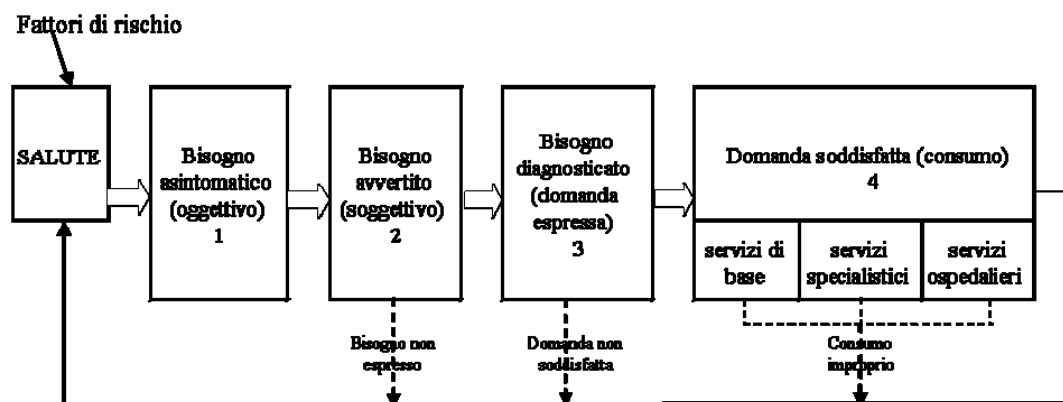 Fattori di rischio
SALUTE
Bisogno
asintomatico
(oggettivo)
1
Bisogno
avvertito
(soggettivo)
2
Bisogno
diagnosticato
(domanda
espressa)
3
Domanda soddisfatta (consumo)
4
servizi di
base
servizi
specialistici
servizi
ospedalieri
Bisogno non
espresso
Domanda non
soddisfatta
Consumo
improprio